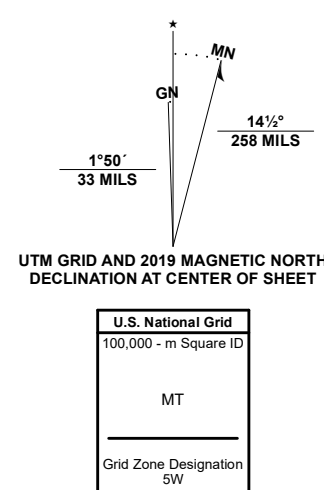 ★
MN
GN
14½°
258 MILS
1°50´
33 MILS
UTM GRID AND 2019 MAGNETIC NORTH
DECLINATION AT CENTER OF SHEET
U.S. National Grid
100,000 - m Square ID
MT
Grid Zone Designation
5W